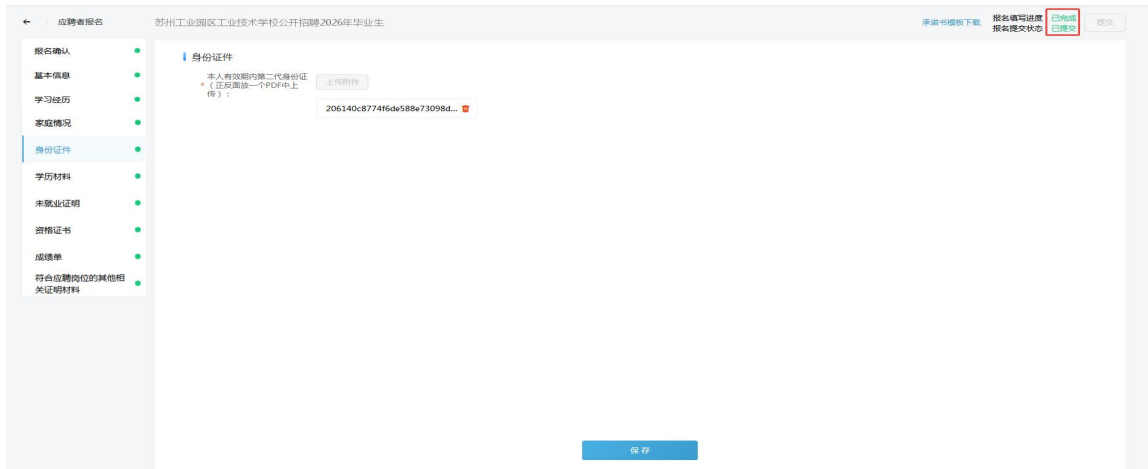 ← 应聘者报名 苏州工业园区工业技术学校公开招聘2026年毕业生 承诺书模板下载 报名填写进度 已完成
报名提交状态 已提交
提交
报名确认
基本信息
学习经历
家庭情况
身份证件
学历材料
未就业证明
资格证书
成绩单
符合应聘岗位的其他相
关证明材料
身份证件
本人有效期内第二代身份证
* （正反面放一个PDF中上
传）：
上传附件
206140c8774f6de588e73098d...
保存